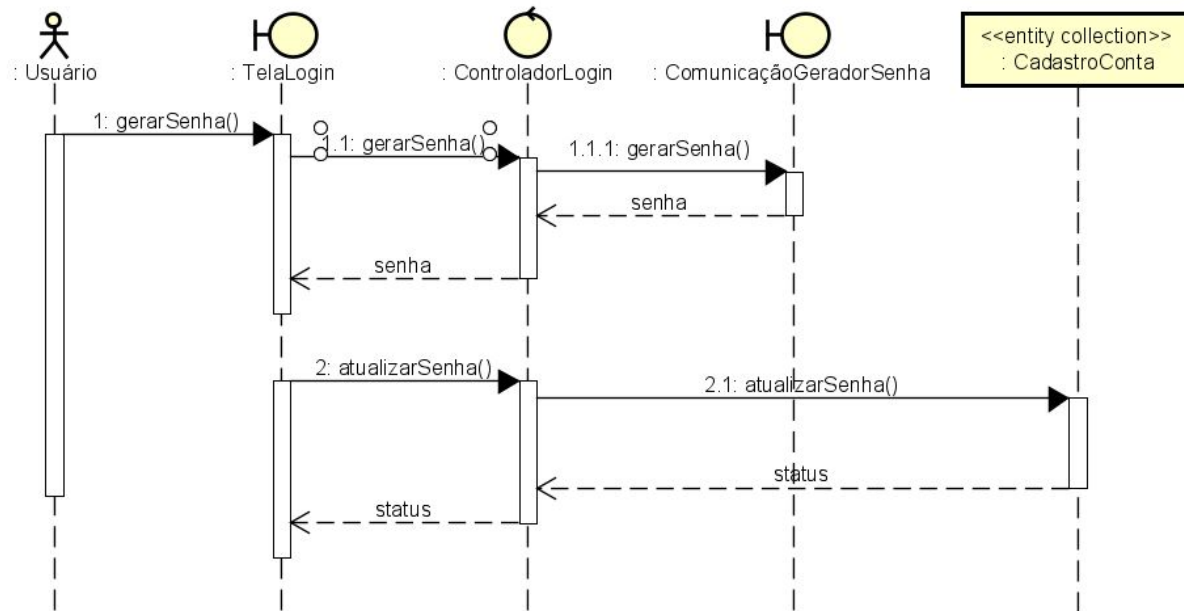 <<entity collection>>
: CadastroConta
: Usuário
: TelaLogin
: ControladorLogin
: ComunicaçãoGeradorSenha
1: gerarSenha()
1.1: gerarSenha()
1.1.1: gerarSenha()
senha
senha
2: atualizarSenha()
2.1: atualizarSenha()
status
status